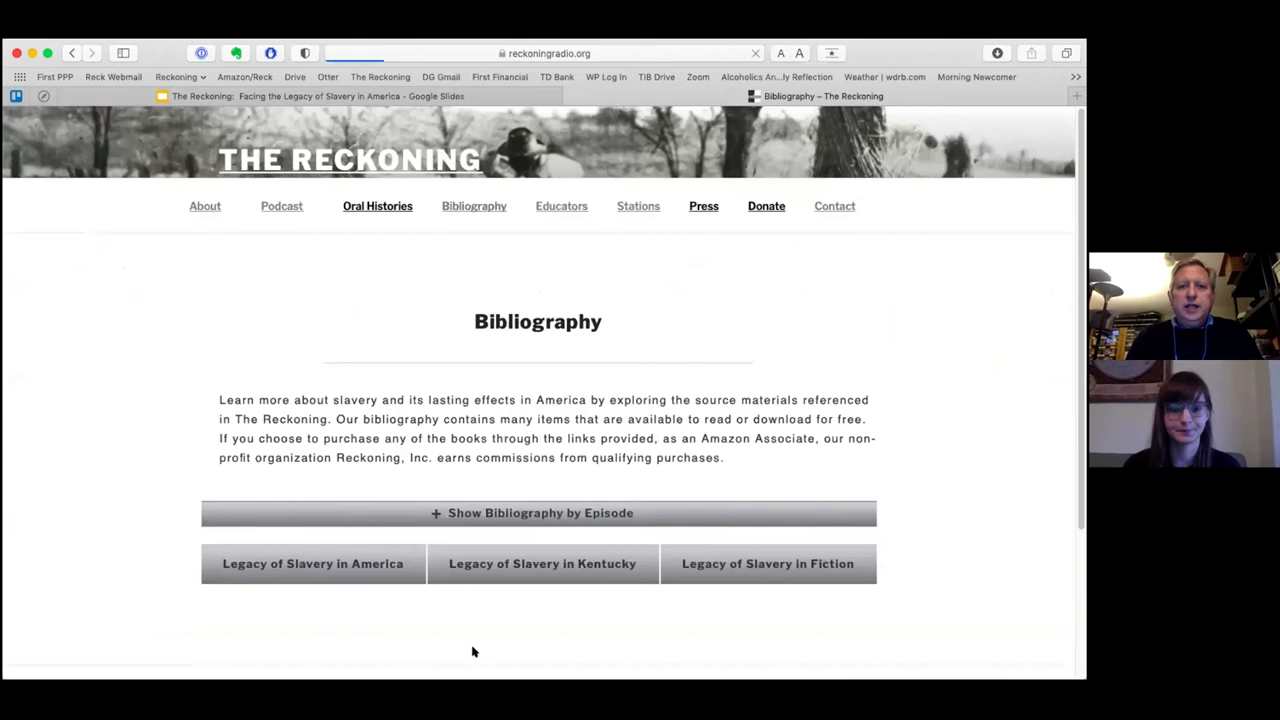 reckoningradio.org
A A
First PPP Reck Webmail Reckoning Amazon/Reck Drive Otter The Reckoning DG Gmail First Financial TD Bank WP Log In TIB Drive Zoom Alcoholics An...ly Reflection Weather | wdrb.com Morning Newcomer
The Reckoning: Facing the Legacy of Slavery in America - Google Slides Bibliography – The Reckoning
THE RECKONING
About Podcast Oral Histories Bibliography Educators Stations Press Donate Contact
Bibliography
Learn more about slavery and its lasting effects in America by exploring the source materials referenced
in The Reckoning. Our bibliography contains many items that are available to read or download for free.
If you choose to purchase any of the books through the links provided, as an Amazon Associate, our non-
profit organization Reckoning, Inc. earns commissions from qualifying purchases.
+ Show Bibliography by Episode
Legacy of Slavery in America Legacy of Slavery in Kentucky Legacy of Slavery in Fiction